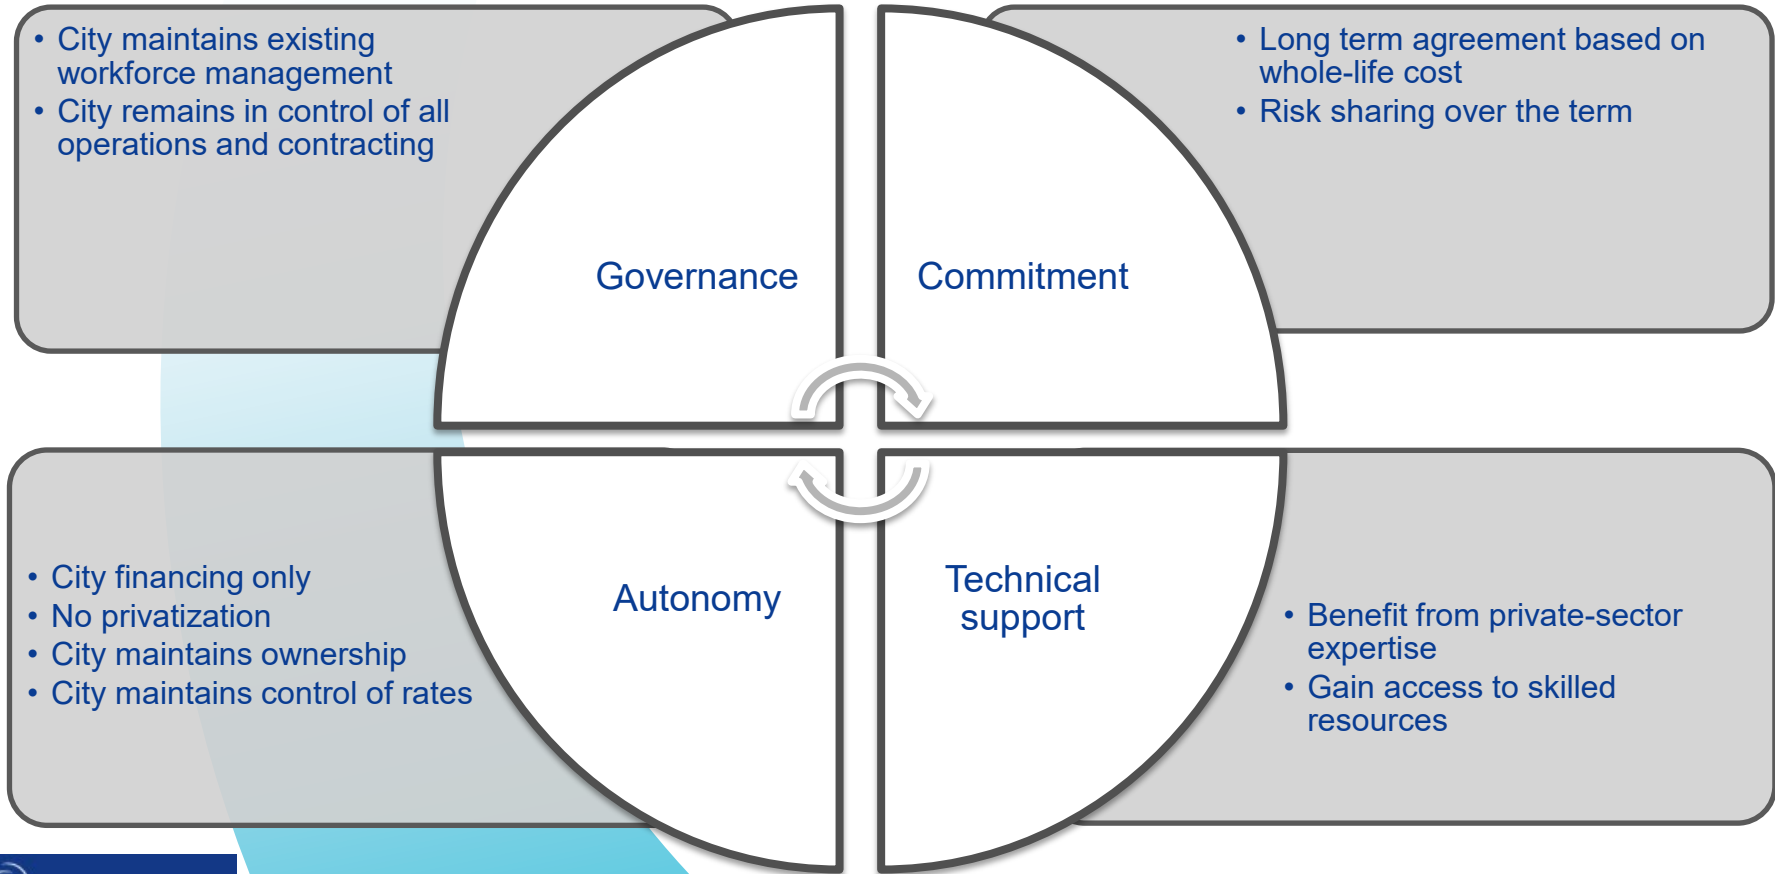 • City maintains existing
workforce management
• City remains in control of all
operations and contracting
• Long term agreement based on
whole-life cost
• Risk sharing over the term
Governance
Commitment
Autonomy
Technical
support
• City financing only
• No privatization
• City maintains ownership
• City maintains control of rates
• Benefit from private-sector
expertise
• Gain access to skilled
resources